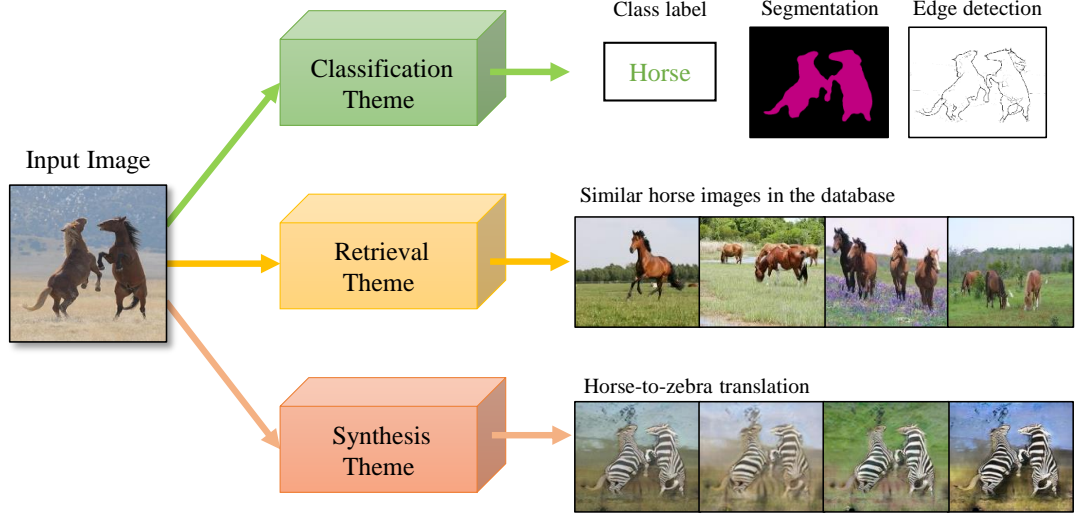 Input Image
Classification
Theme
Class label
Segmentation
Edge detection
Horse
Retrieval
Theme
Similar horse images in the database
Synthesis
Theme
Horse-to-zebra translation